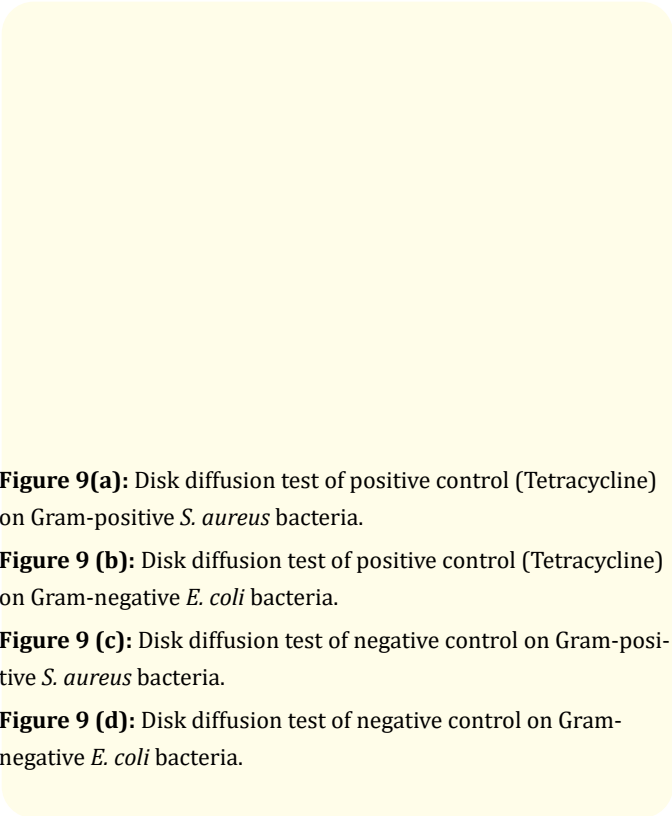 Figure 9(a): Disk diffusion test of positive control (Tetracycline)
on Gram-positive S. aureus bacteria.
Figure 9 (b): Disk diffusion test of positive control (Tetracycline)
on Gram-negative E. coli bacteria.
Figure 9 (c): Disk diffusion test of negative control on Gram-posi-
tive S. aureus bacteria.
Figure 9 (d): Disk diffusion test of negative control on Gram-
negative E. coli bacteria.